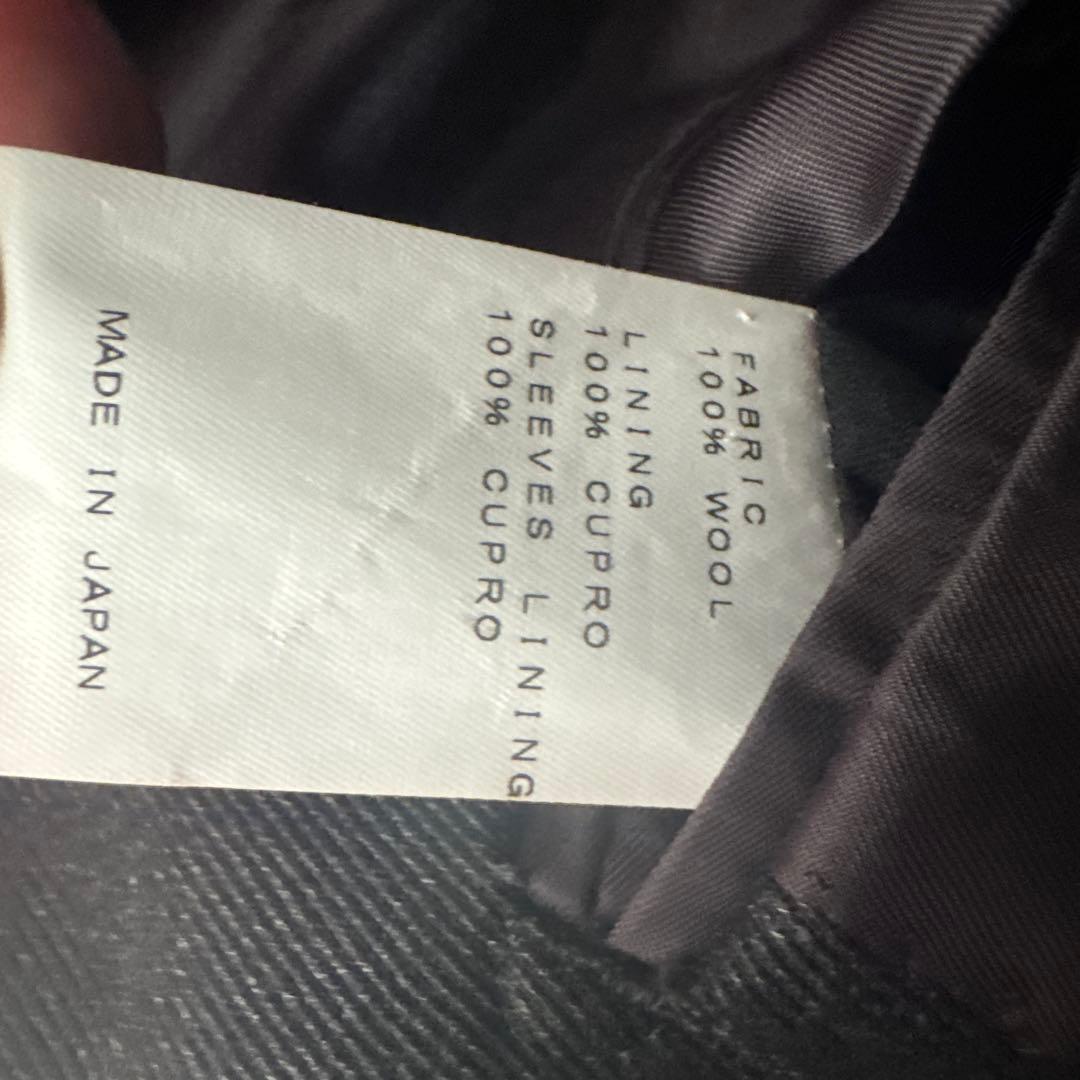 FABRIC
100% WOOL
LINING
100% CUPRO
SLEEVES LINING
100% CUPRO
MADE IN JAPAN